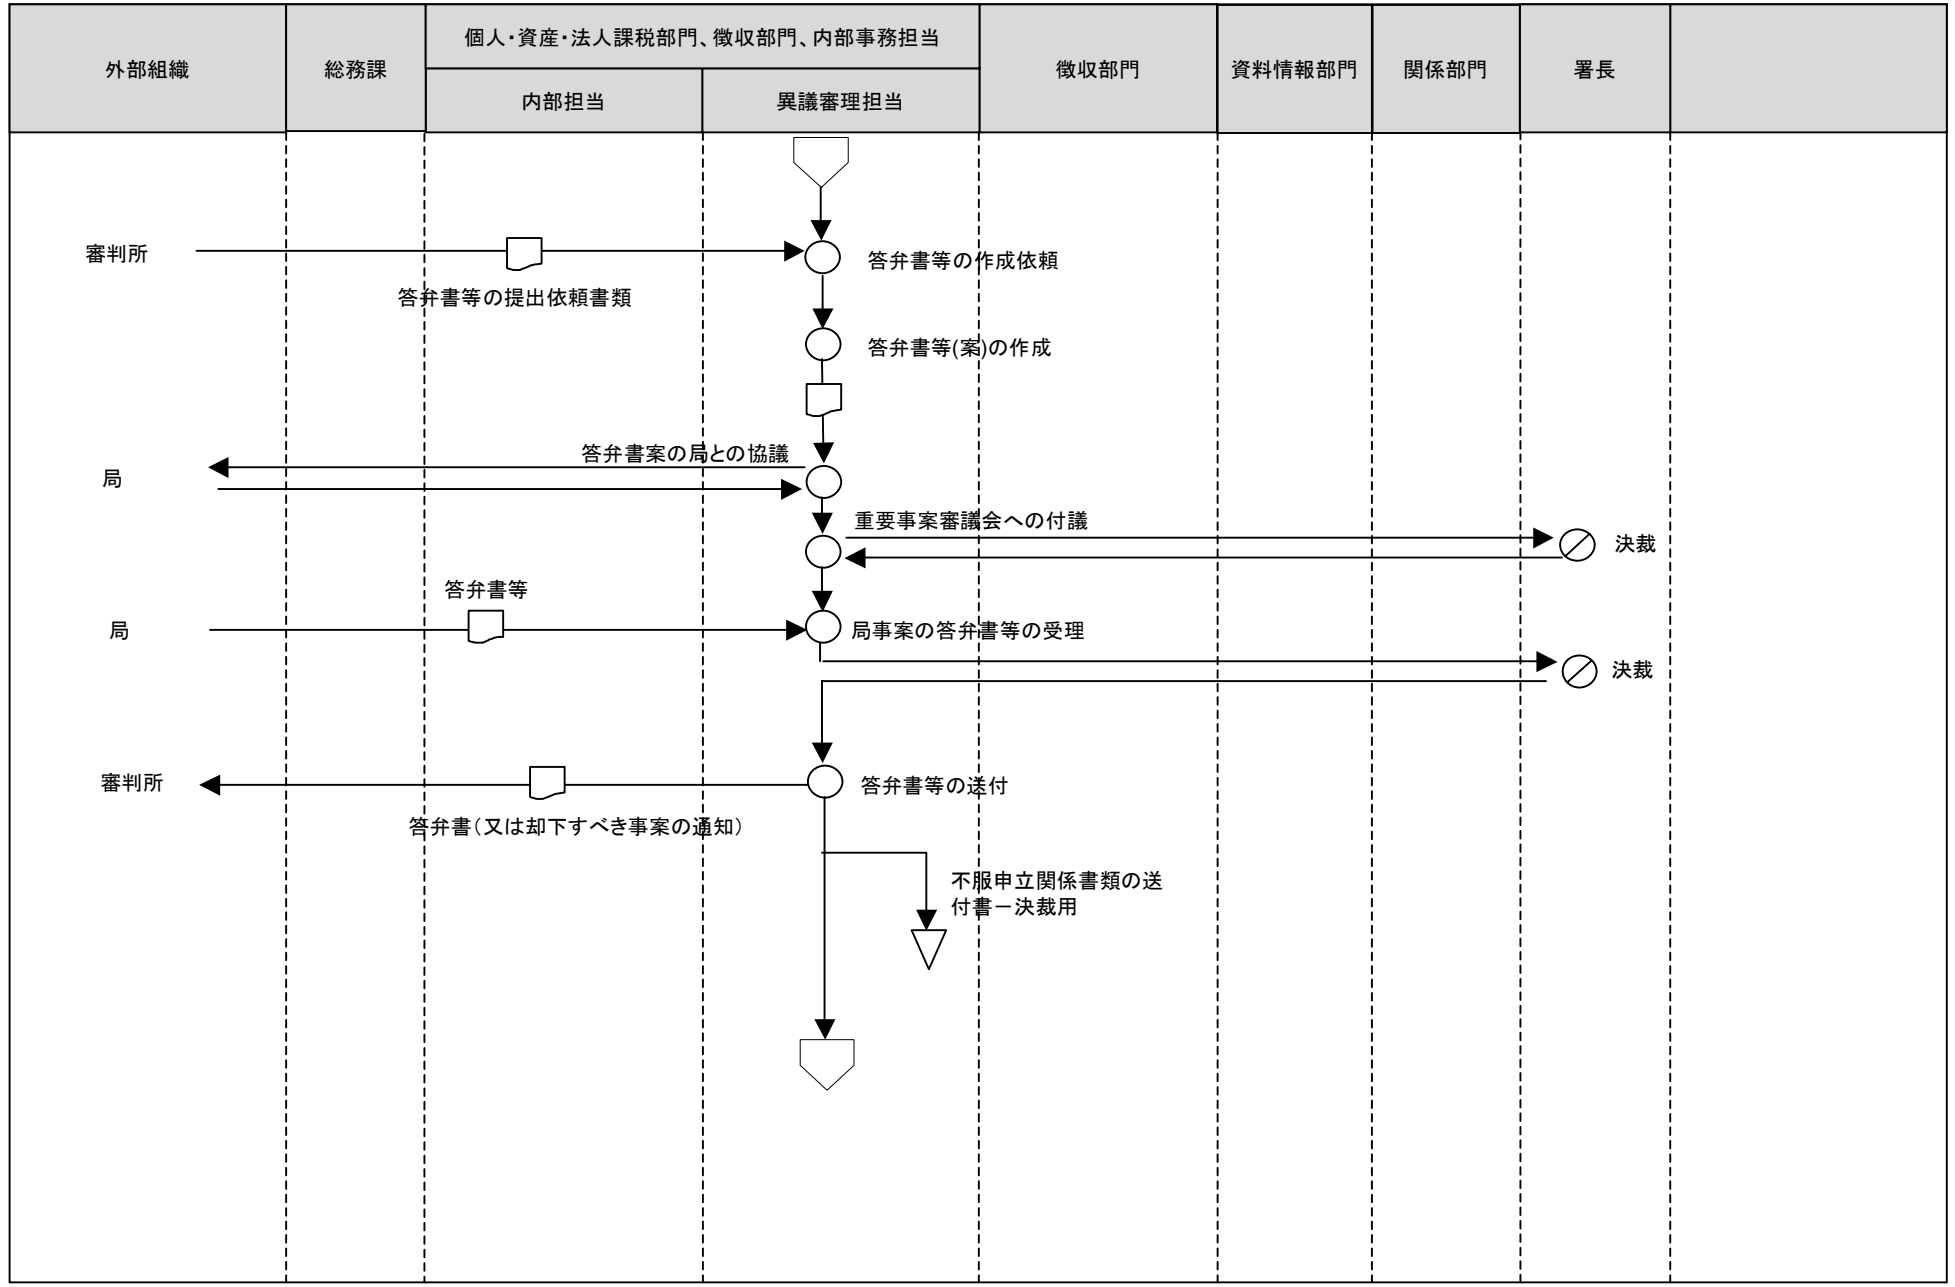 外部組織
総務課
個人・資産・法人課税部門、徴収部門、内部事務担当
内部担当
異議審理担当
徴収部門
資料情報部門
関係部門
署長
審判所
答弁書等の作成依頼
答弁書等の提出依頼書類
答弁書等(案)の作成
答弁書案の局との協議
局
重要事案審議会への付議
決裁
答弁書等
局
局事案の答弁書等の受理
決裁
審判所
答弁書等の送付
答弁書（又は却下すべき事案の通知）
不服申立関係書類の送
付書－決裁用